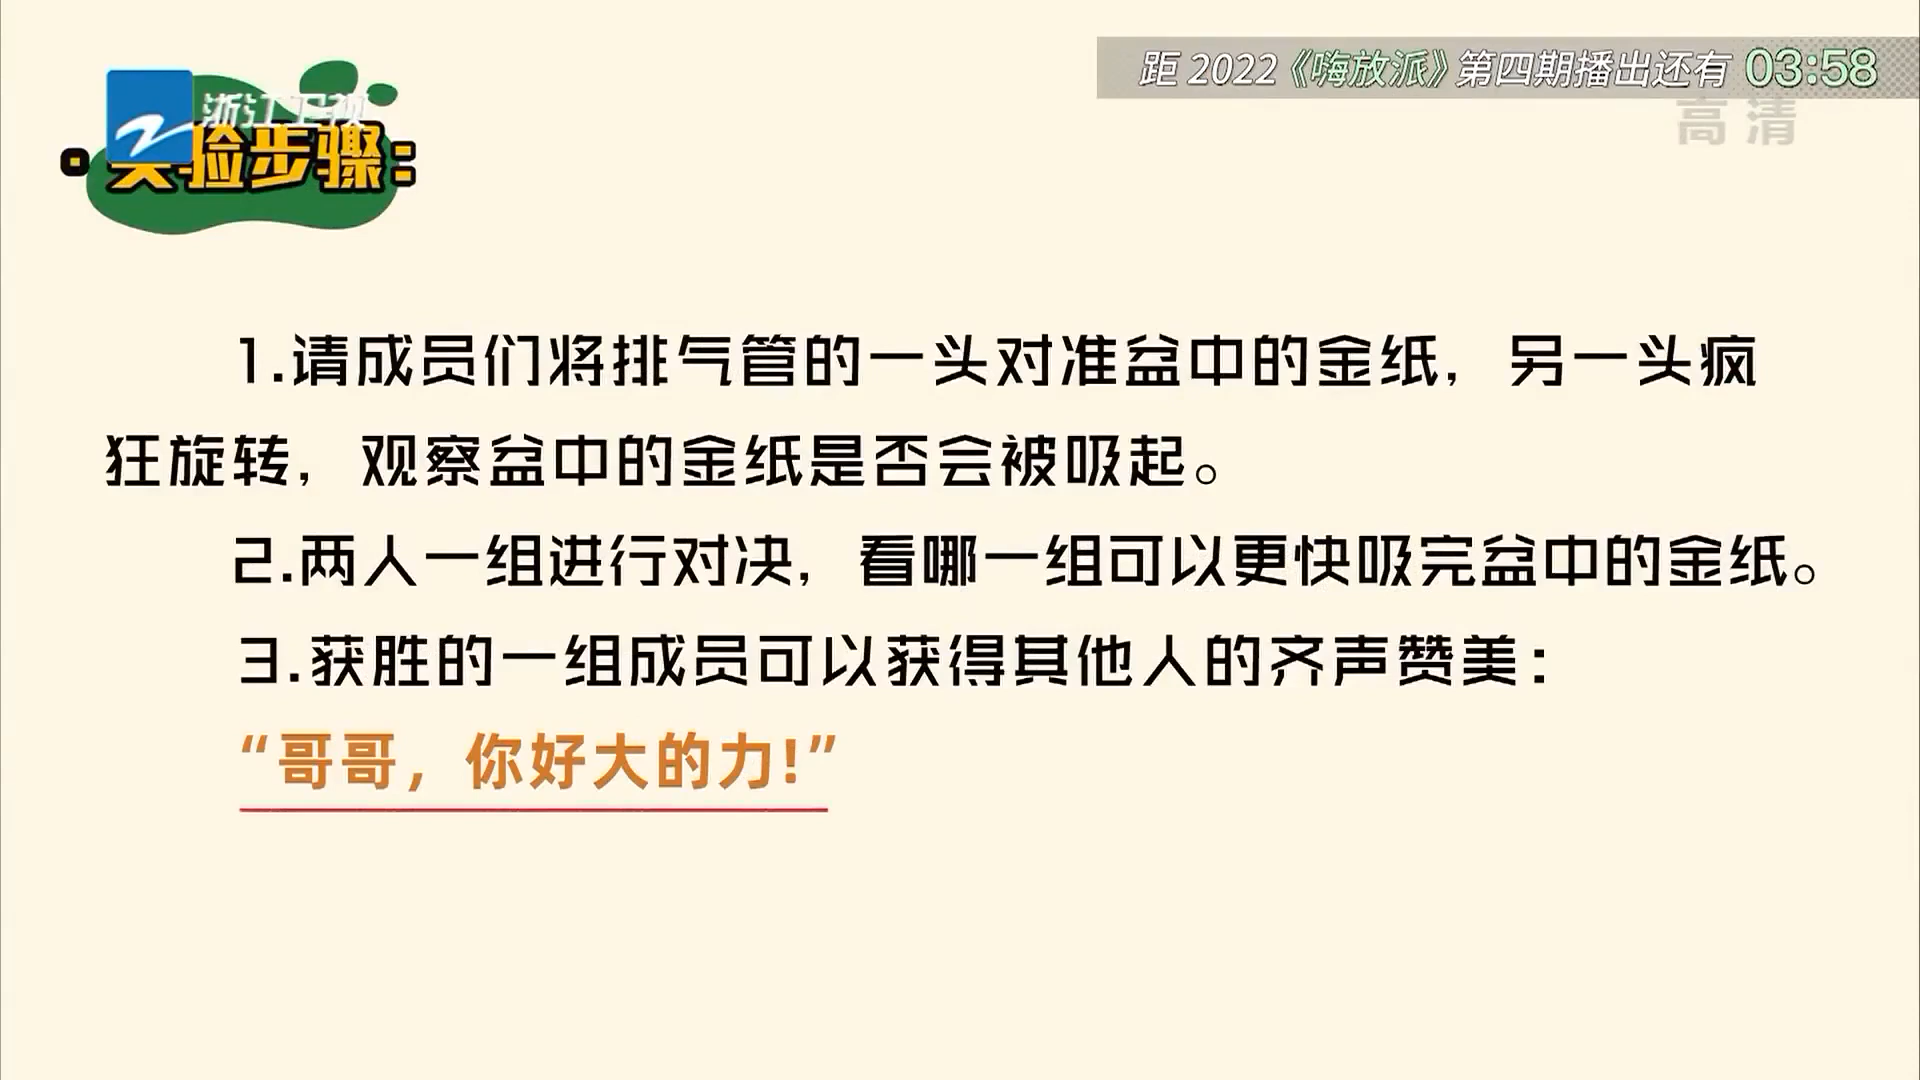 距 2022《嗨放派》第四期播出还有 03:58
高清
浙江卫视
实验步骤：
1.请成员们将排气管的一头对准盆中的金纸，另一头疯
狂旋转，观察盆中的金纸是否会被吸起。
2.两人一组进行对决，看哪一组可以更快吸完盆中的金纸。
3.获胜的一组成员可以获得其他人的齐声赞美：
“哥哥，你好大的力！”